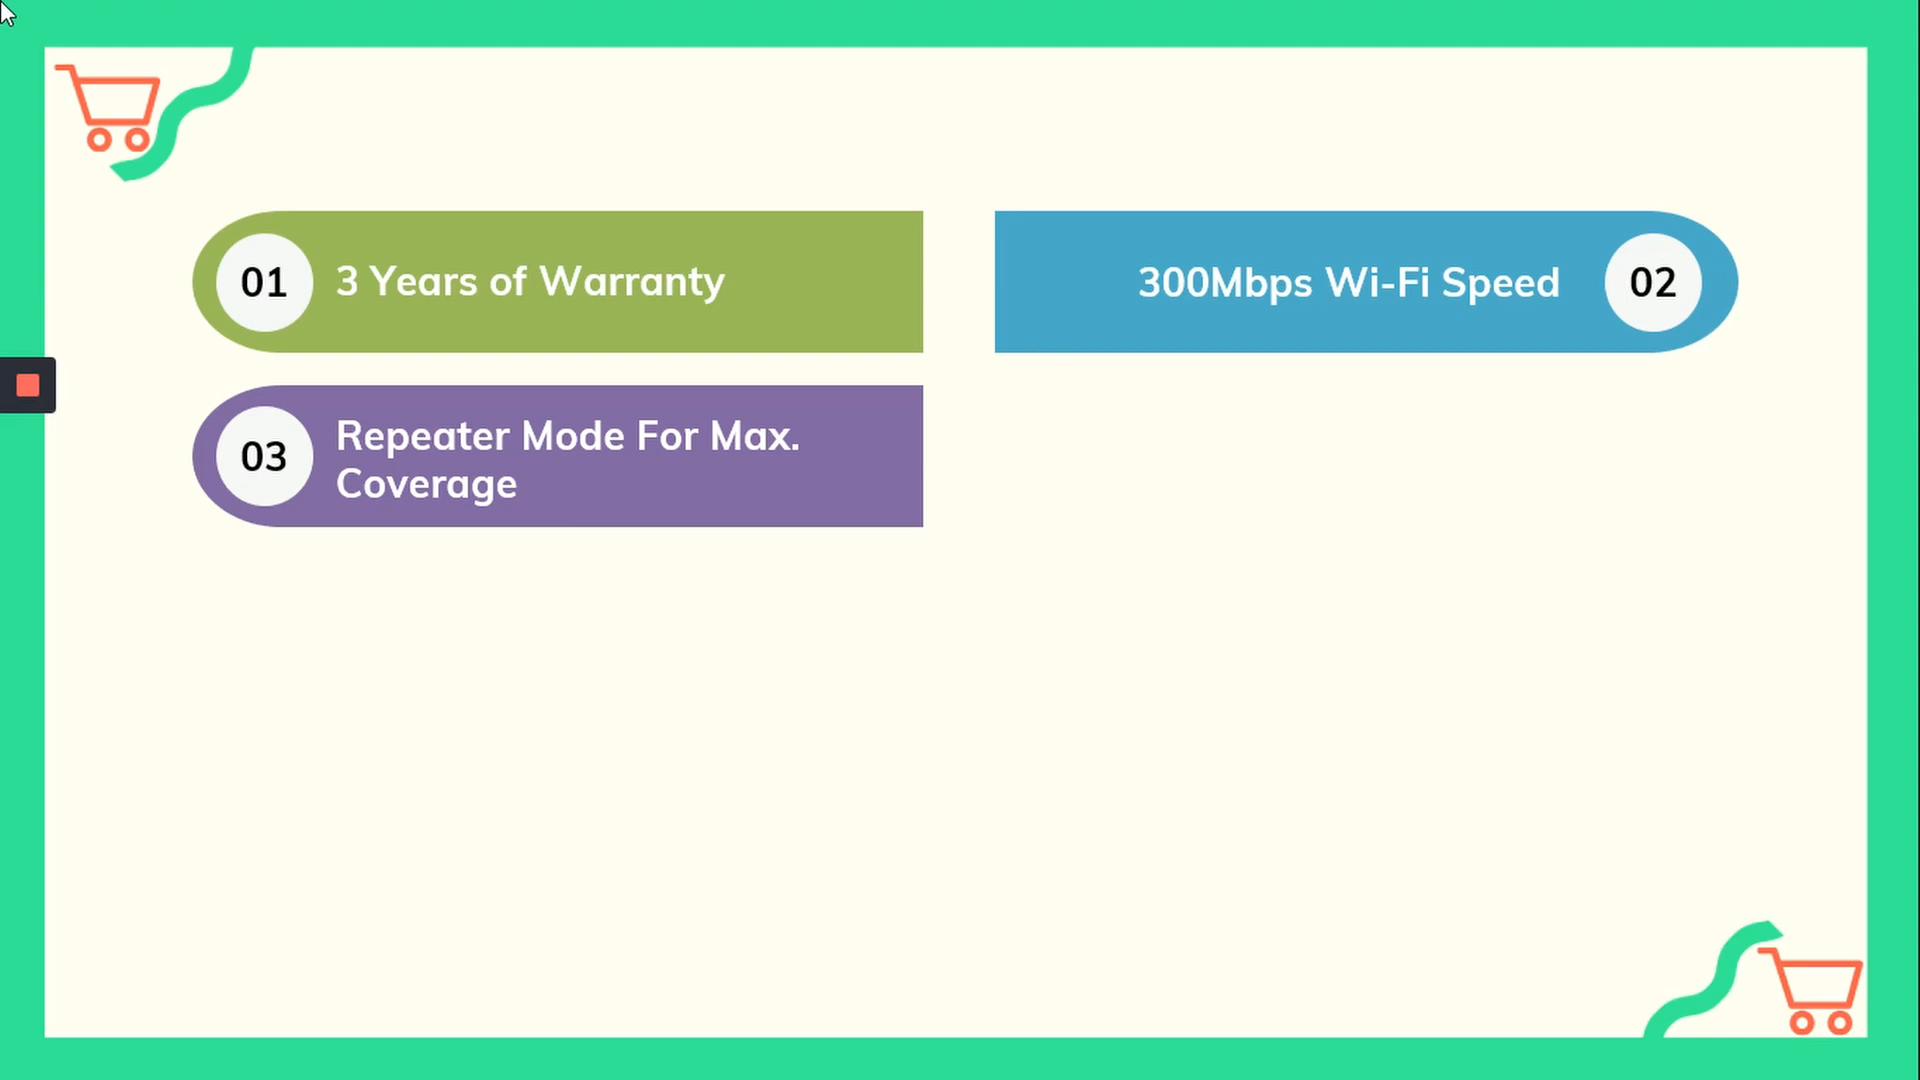 01
3 Years of Warranty
300Mbps Wi-Fi Speed
02
03
Repeater Mode For Max.
Coverage